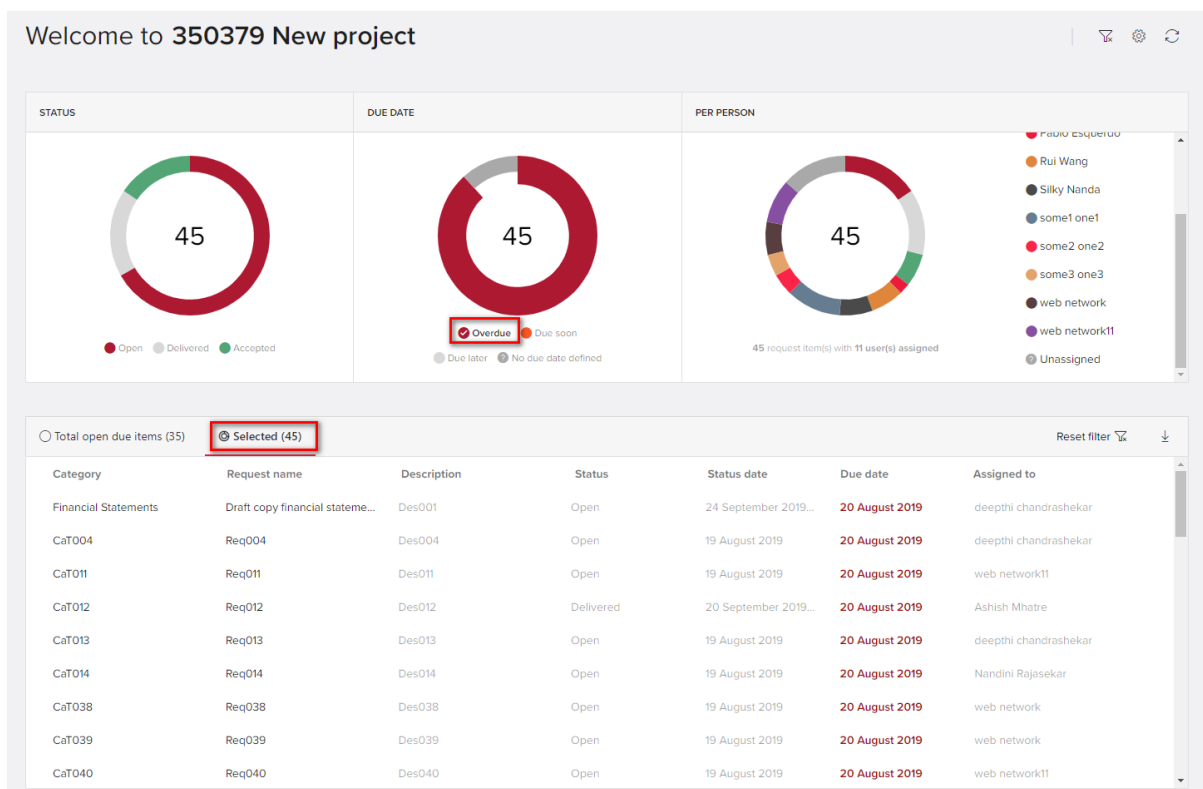 Welcome to 350379 New project
STATUS
DUE DATE
PER PERSON
45
Open Delivered Accepted
45
Overdue Due soon
Due later ? No due date defined
45
45 request item(s) with 11 user(s) assigned
Pablo Esquerdo
Rui Wang
Silky Nanda
some1 one1
some2 one2
some3 one3
web network
web network11
? Unassigned
Total open due items (35) Selected (45) Reset filter
Category Request name Description Status Status date Due date Assigned to
Financial Statements Draft copy financial stateme... Des001 Open 24 September 2019... 20 August 2019 deepthi chandrashekar
CaT004 Req004 Des004 Open 19 August 2019 20 August 2019 deepthi chandrashekar
CaT011 Req011 Des011 Open 19 August 2019 20 August 2019 web network11
CaT012 Req012 Des012 Delivered 20 September 2019... 20 August 2019 Ashish Mhatre
CaT013 Req013 Des013 Open 19 August 2019 20 August 2019 deepthi chandrashekar
CaT014 Req014 Des014 Open 19 August 2019 20 August 2019 Nandini Rajasekar
CaT038 Req038 Des038 Open 19 August 2019 20 August 2019 web network
CaT039 Req039 Des039 Open 19 August 2019 20 August 2019 web network
CaT040 Req040 Des040 Open 19 August 2019 20 August 2019 web network11